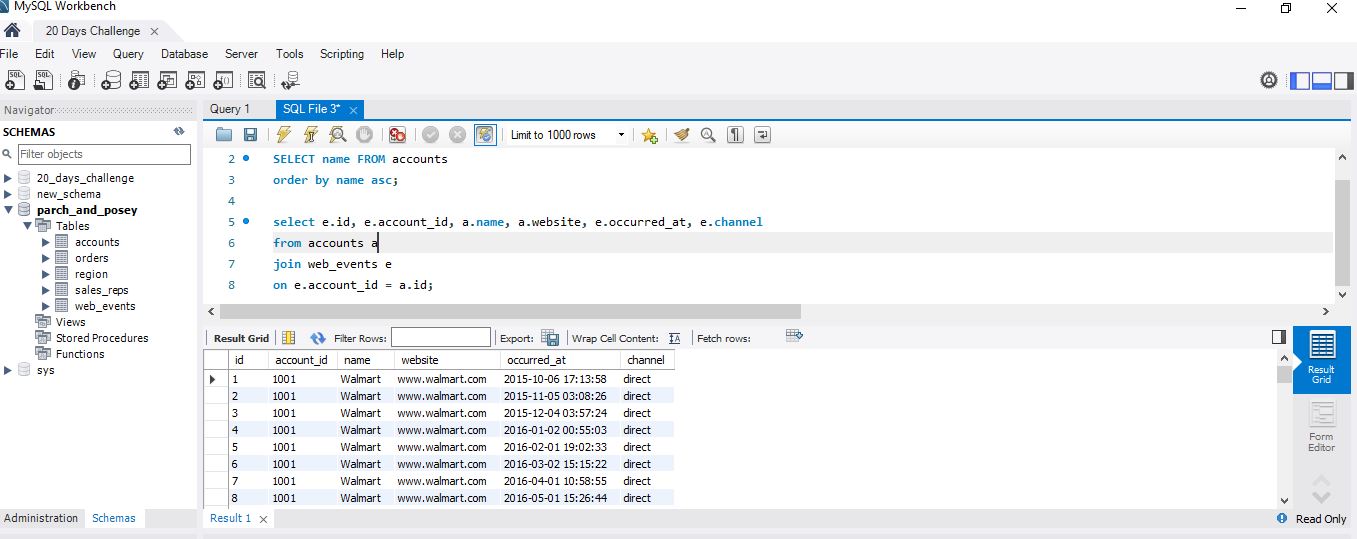 MySQL Workbench
20 Days Challenge
File Edit View Query Database Server Tools Scripting Help
SQL SQL
Navigator
Query 1 SQL File 3*
SCHEMAS
Limit to 1000 rows
Filter objects
20_days_challenge
new_schema
parch_and_posey
Tables
accounts
orders
region
sales_reps
web_events
Views
Stored Procedures
Functions
sys
2 SELECT name FROM accounts
3 order by name asc;
4
5 select e.id, e.account_id, a.name, a.website, e.occurred_at, e.channel
6 from accounts a
7 join web_events e
8 on e.account_id = a.id;
Result Grid Filter Rows: Export: Wrap Cell Content: Fetch rows:
id account_id name website occurred_at channel
1 1001 Walmart www.walmart.com 2015-10-06 17:13:58 direct
2 1001 Walmart www.walmart.com 2015-11-05 03:08:26 direct
3 1001 Walmart www.walmart.com 2015-12-04 03:57:24 direct
4 1001 Walmart www.walmart.com 2016-01-02 00:55:03 direct
5 1001 Walmart www.walmart.com 2016-02-01 19:02:33 direct
6 1001 Walmart www.walmart.com 2016-03-02 15:15:22 direct
7 1001 Walmart www.walmart.com 2016-04-01 10:58:55 direct
8 1001 Walmart www.walmart.com 2016-05-01 15:26:44 direct
Result
Grid
Form
Editor
Administration Schemas
Result 1
Read Only